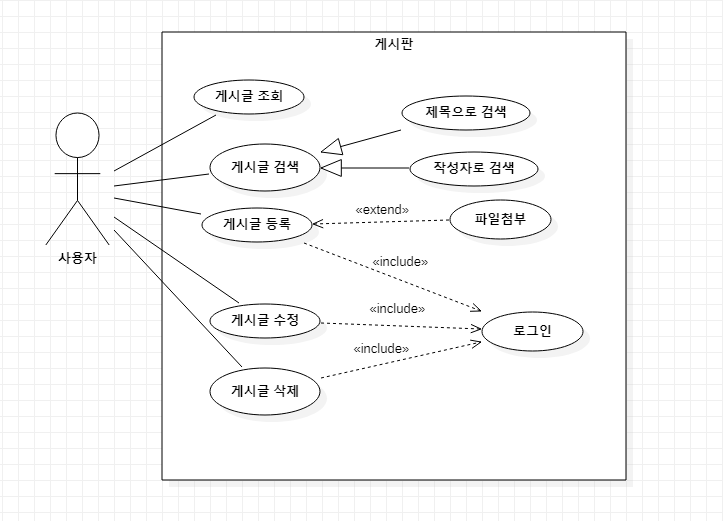 게시판
게시글 조회
제목으로 검색
게시글 검색
작성자로 검색
«extend»
파일첨부
게시글 등록
사용자
«include»
«include»
게시글 수정
로그인
«include»
게시글 삭제